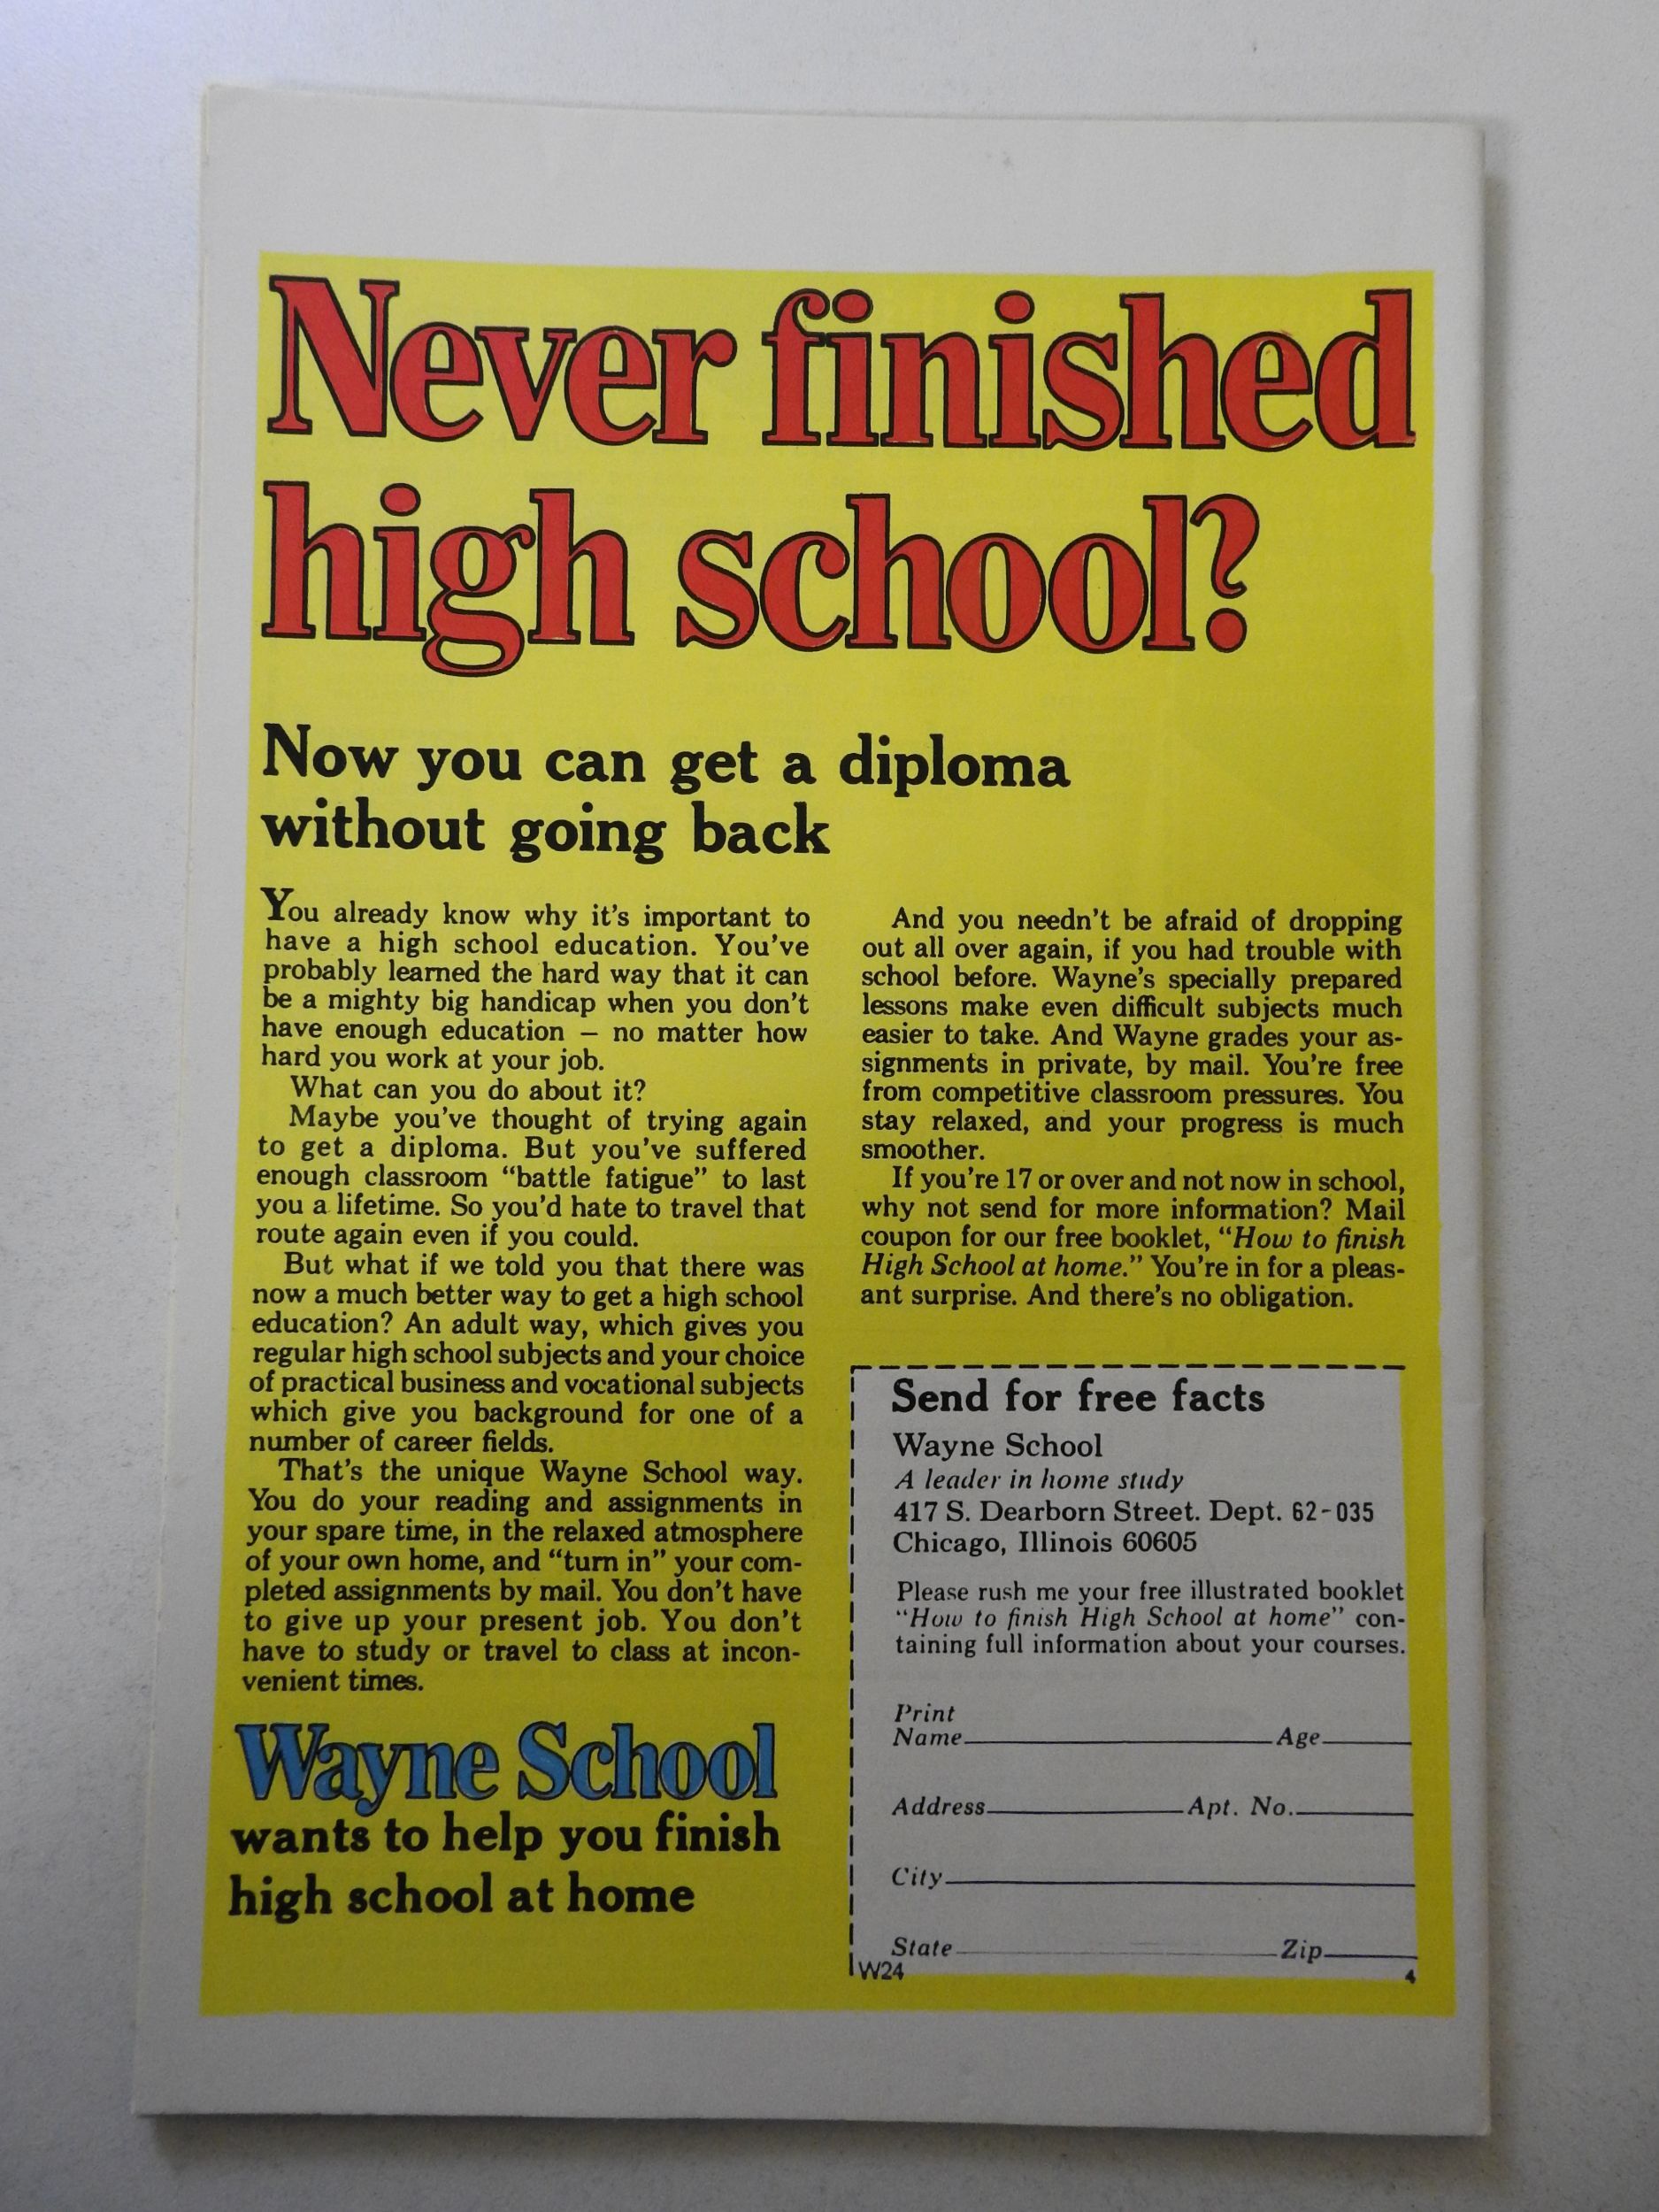 Never finished
high school?
Now you can get a diploma
without going back
You already know why it's important to
have a high school education. You've
probably learned the hard way that it can
be a mighty big handicap when you don't
have enough education – no matter how
hard you work at your job.
What can you do about it?
Maybe you've thought of trying again
to get a diploma. But you've suffered
enough classroom “battle fatigue” to last
you a lifetime. So you'd hate to travel that
route again even if you could.
But what if we told you that there was
now a much better way to get a high school
education? An adult way, which gives you
regular high school subjects and your choice
of practical business and vocational subjects
which give you background for one of a
number of career fields.
That's the unique Wayne School way.
You do your reading and assignments in
your spare time, in the relaxed atmosphere
of your own home, and “turn in” your com-
pleted assignments by mail. You don't have
to give up your present job. You don't
have to study or travel to class at incon-
venient times.
Wayne School
wants to help you finish
high school at home
And you needn't be afraid of dropping
out all over again, if you had trouble with
school before. Wayne's specially prepared
lessons make even difficult subjects much
easier to take. And Wayne grades your as-
signments in private, by mail. You're free
from competitive classroom pressures. You
stay relaxed, and your progress is much
smoother.
If you're 17 or over and not now in school,
why not send for more information? Mail
coupon for our free booklet, “How to finish
High School at home.” You're in for a pleas-
ant surprise. And there's no obligation.
Send for free facts
Wayne School
A leader in home study
417 S. Dearborn Street. Dept. 62-035
Chicago, Illinois 60605
Please rush me your free illustrated booklet
“How to finish High School at home” con-
taining full information about your courses.
Print
Name Age
Address Apt. No.
City
State Zip
W24 4